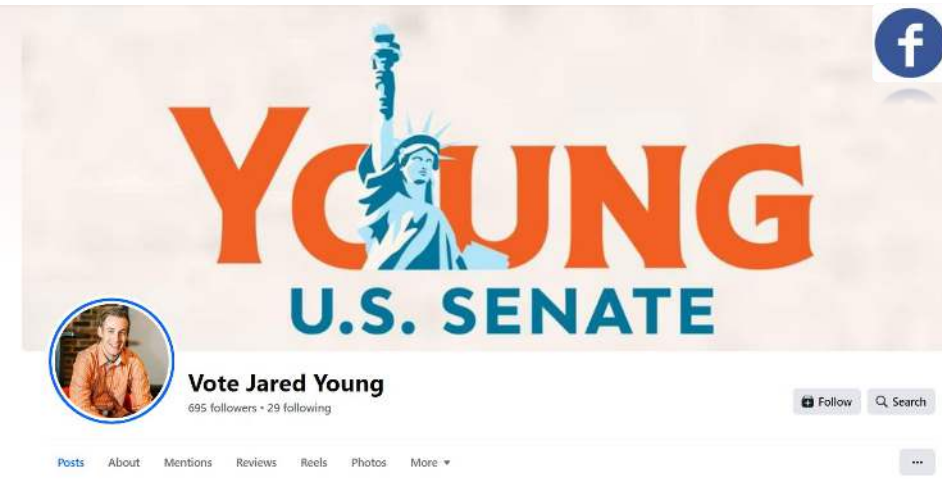 f
YOUNG
U.S. SENATE
Vote Jared Young
695 followers • 29 following
Follow
Search
Posts About Mentions Reviews Reels Photos More ▾
...